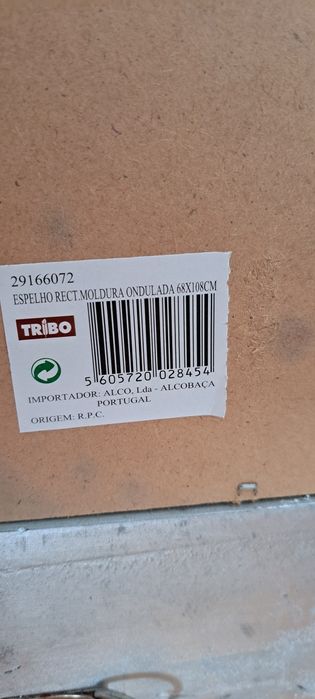 29166072
ESPELHO RECT.MOLDURA ONDULADA 68X108CM
TRIBO
5 605720 028454
IMPORTADOR: ALCO, Lda - ALCOBAÇA
PORTUGAL
ORIGEM: R.P.C.